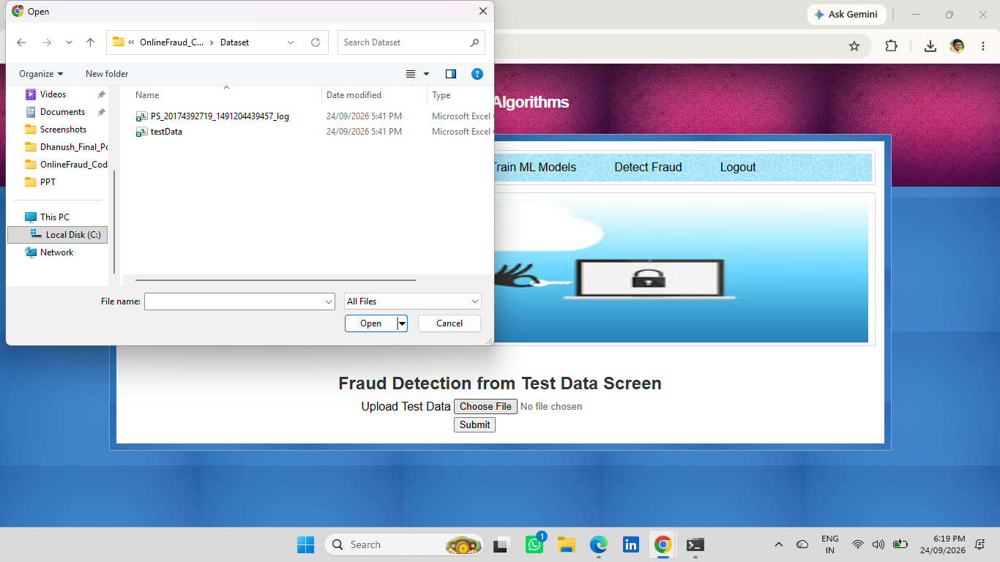 Open
Ask Gemini
OnlineFraud_C... › Dataset
Search Dataset
Organize
New folder
Algorithms
Name
Date modified
Type
Videos
Documents
Screenshots
Dhanush_Final_Po
OnlineFraud_Cod
PPT
This PC
Local Disk (C:)
Network
PS_20174392719_1491204439457_log 24/09/2026 5:41 PM Microsoft Excel
testData 24/09/2026 5:41 PM Microsoft Excel
Train ML Models
Detect Fraud
Logout
File name:
All Files
Open
Cancel
Fraud Detection from Test Data Screen
Upload Test Data Choose File No file chosen
Submit
Search
1
ENG
IN
6:19 PM
24/09/2026